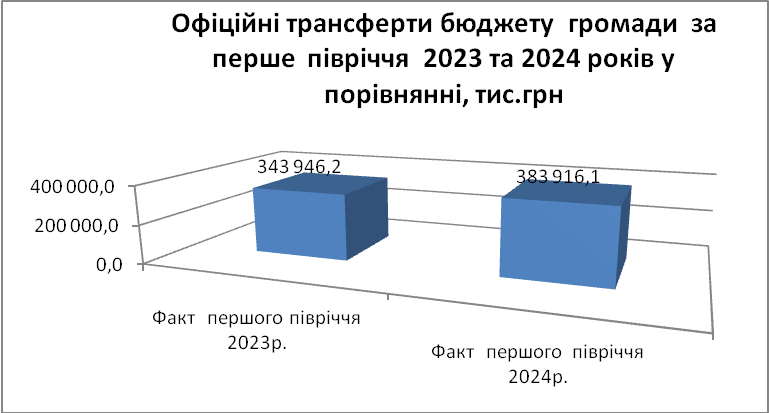 Офіційні трансферти бюджету громади за
перше півріччя 2023 та 2024 років у
порівнянні, тис.грн
343 946,2
383 916,1
400 000,0
200 000,0
0,0
Факт першого півріччя
2023р.
Факт першого півріччя
2024р.